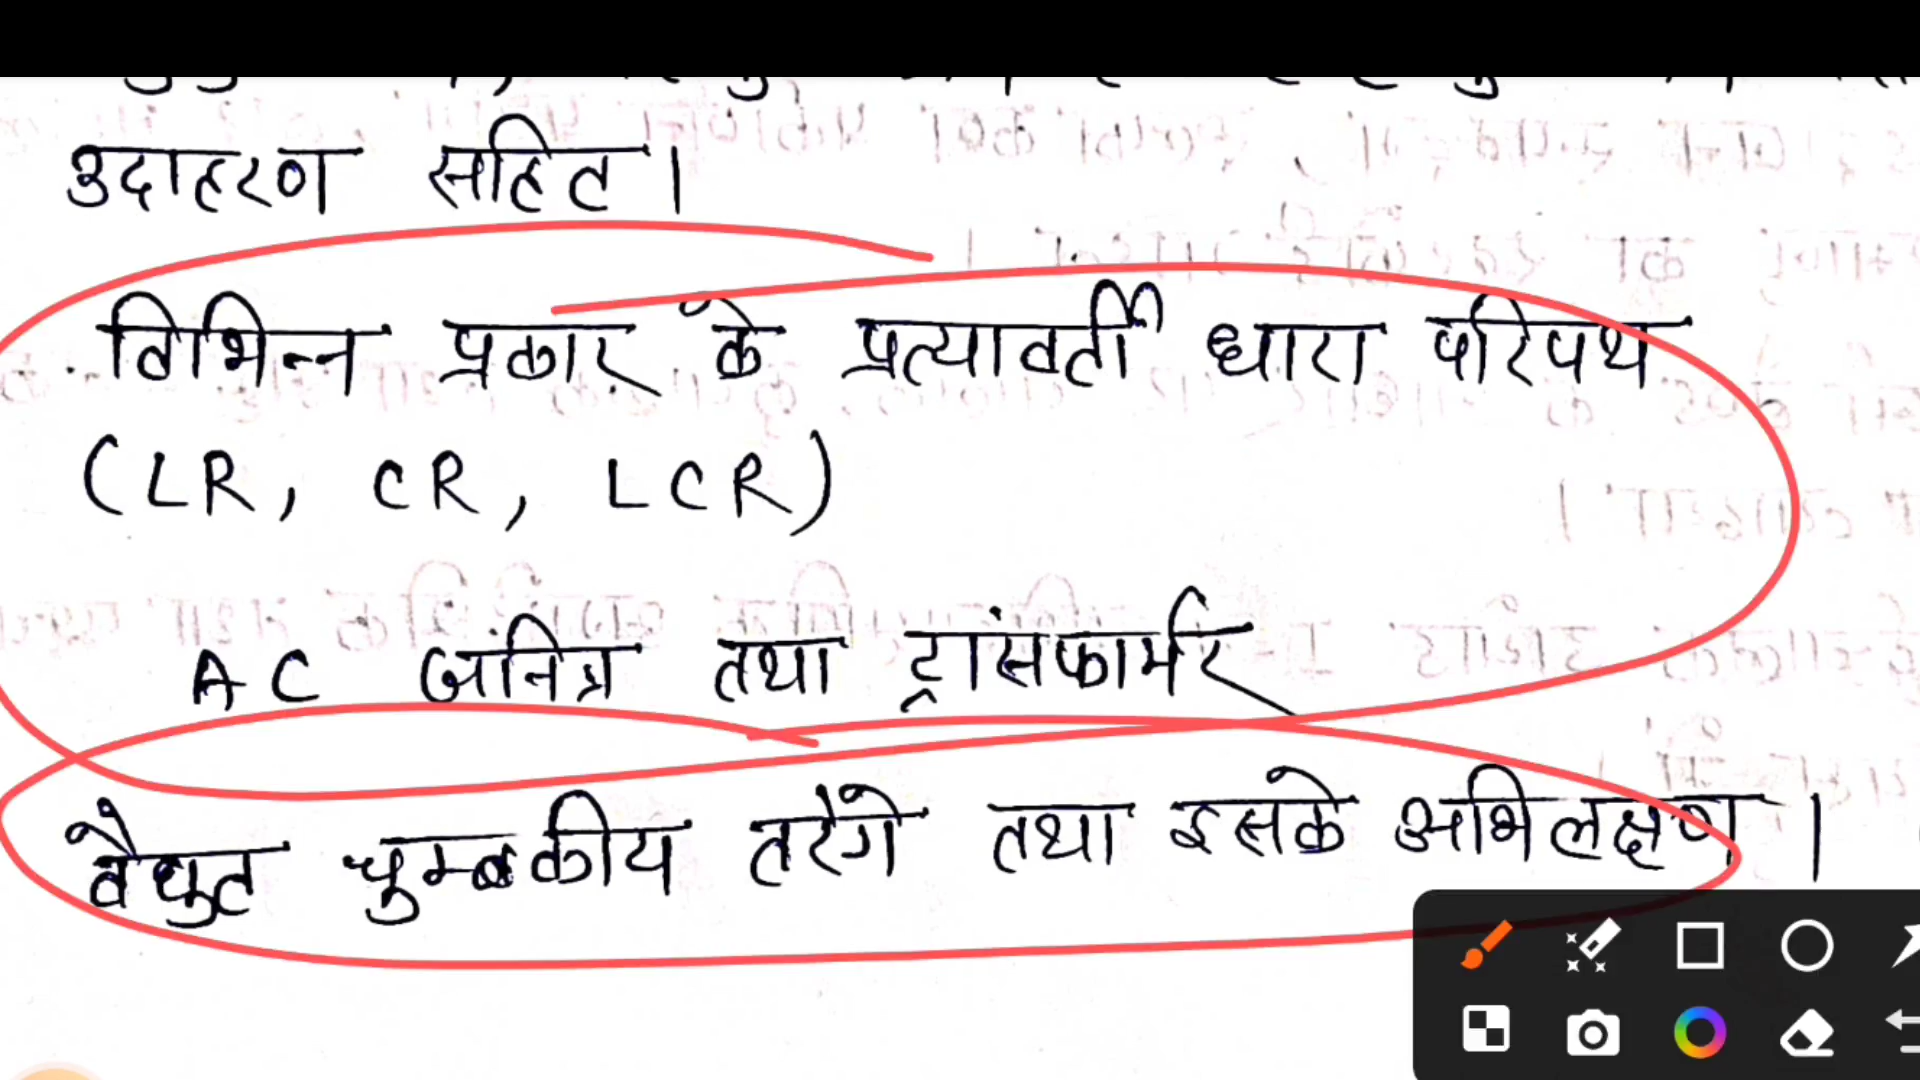 उदाहरण सहित।
विभिन्न प्रकार के प्रत्यावर्ती धारा परिपथ
(LR, CR, LCR)
AC जनित्र तथा ट्रांसफार्मर
वैधुत चुम्बकीय तरंगे तथा इसके अभिलक्षण।